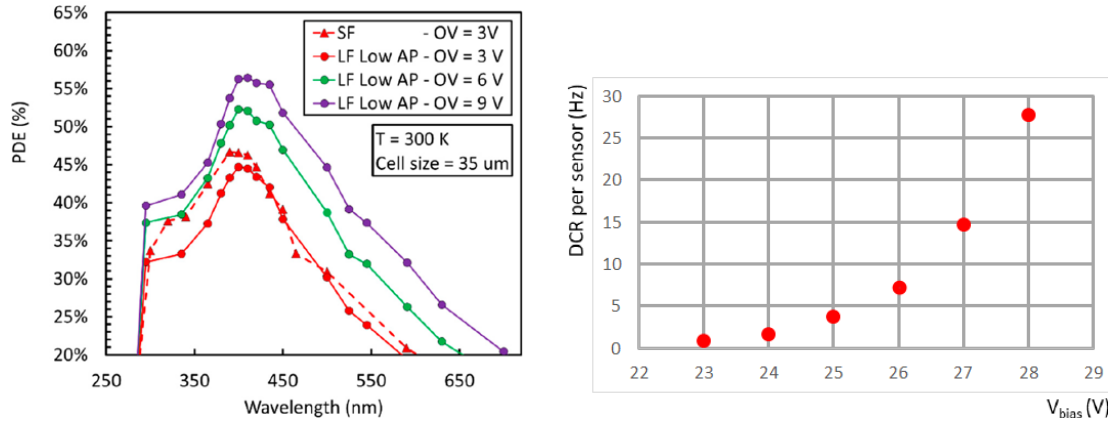 65%
60%
55%
50%
45%
40%
35%
30%
25%
20%
PDE (%)
SF - OV = 3V
LF Low AP - OV = 3 V
LF Low AP - OV = 6 V
LF Low AP - OV = 9 V
T = 300 K
Cell size = 35 um
250 350 450 550 650
Wavelength (nm)
30
25
20
15
10
5
0
DCR per sensor (Hz)
22 23 24 25 26 27 28 29
V_bias (V)